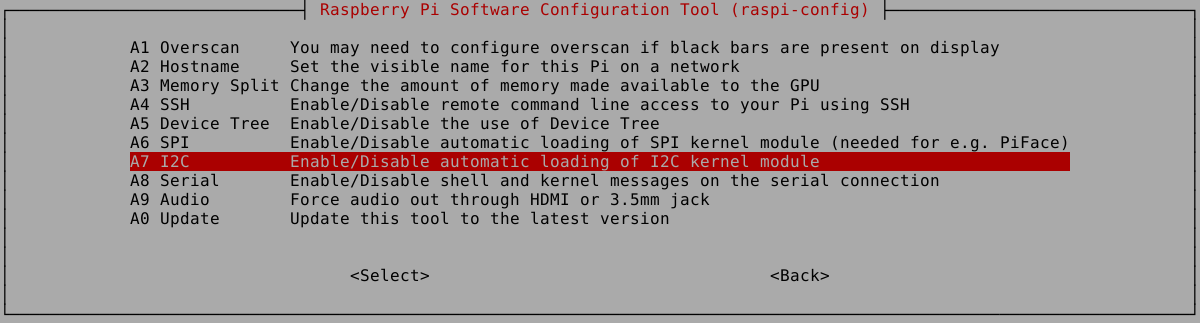 Raspberry Pi Software Configuration Tool (raspi-config)
A1 Overscan You may need to configure overscan if black bars are present on display
A2 Hostname Set the visible name for this Pi on a network
A3 Memory Split Change the amount of memory made available to the GPU
A4 SSH Enable/Disable remote command line access to your Pi using SSH
A5 Device Tree Enable/Disable the use of Device Tree
A6 SPI Enable/Disable automatic loading of SPI kernel module (needed for e.g. PiFace)
A7 I2C Enable/Disable automatic loading of I2C kernel module
A8 Serial Enable/Disable shell and kernel messages on the serial connection
A9 Audio Force audio out through HDMI or 3.5mm jack
A0 Update Update this tool to the latest version
<Select> <Back>